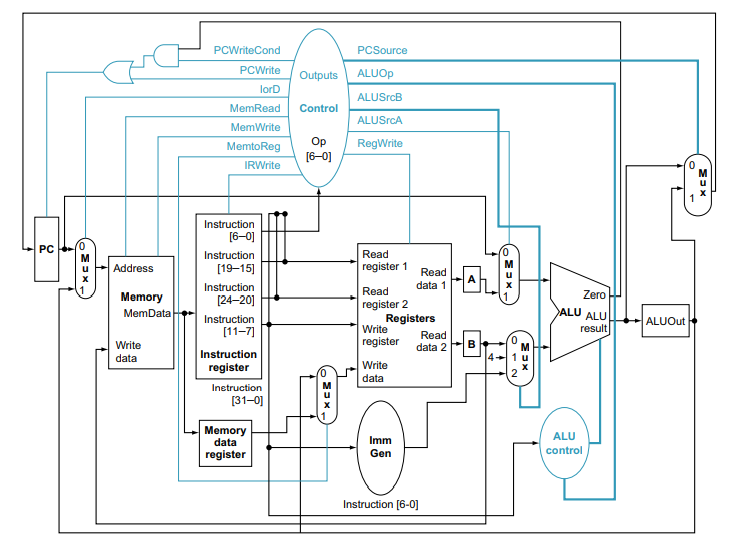 PCWriteCond
PCWrite
IorD
MemRead
MemWrite
MemtoReg
IRWrite
Outputs
Control
Op
[6–0]
PCSource
ALUOp
ALUSrcB
ALUSrcA
RegWrite
PC
0
M
u
x
1
Address
Memory
MemData
Write
data
Instruction
[6–0]
Instruction
[19–15]
Instruction
[24–20]
Instruction
[11–7]
Instruction
register
Instruction
[31–0]
Memory
data
register
0
M
u
x
1
Read
register 1
Read
register 2
Write
register
Write
data
Registers
Read
data 1
Read
data 2
Imm
Gen
Instruction [6-0]
A
B
4
0
M
u
x
1
0
1
2
M
u
x
Zero
ALU
ALU
result
ALU
control
ALUOut
0
M
u
x
1